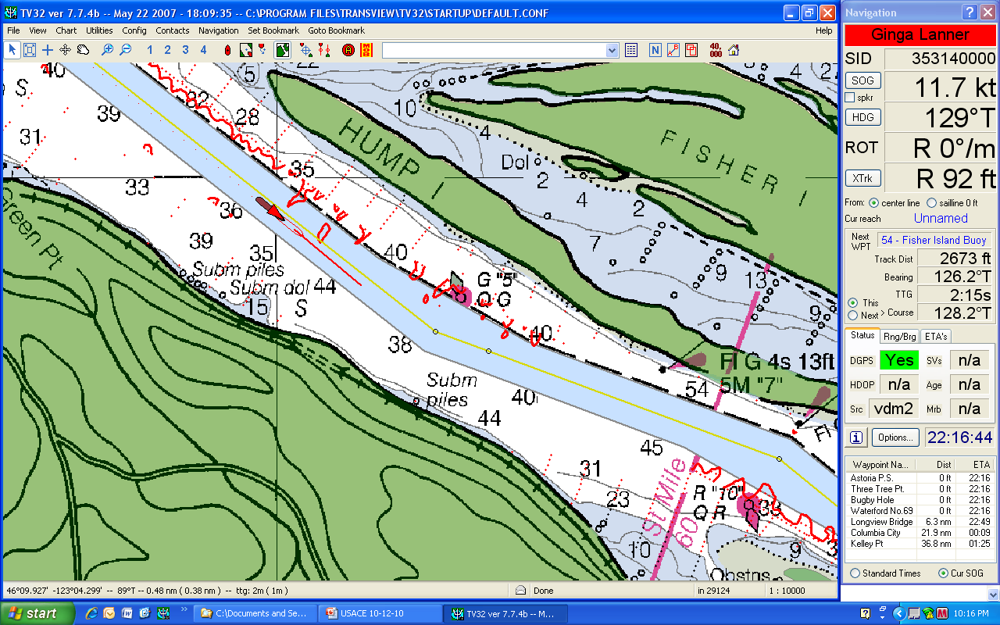 TV32 ver 7.7.4b -- May 22 2007 - 18:09:35 -- C:\PROGRAM FILES\TRANSVIEW\TV32\STARTUP\DEFAULT.CONF
File View Chart Utilities Config Contacts Navigation Set Bookmark Goto Bookmark Help
1 2 3 4 A MOB N 40,000
40 S 39 31 33 36 39 32 28 35 5 22 10 4 4 2
HUMP I
FISHER I
Dol 2 4 2 7 9 13 9
Green Pt
35
Subm piles
Subm dol 44
15 S
40
G "5"
Q G
40
38
Subm
piles
40
44
54
Fl G 4s 13ft
5M "7"
Fl G
45
31
23
St Mile
60
R "10"
Q R
33
10
9
3
Obstns
46°09.927' -123°04.299' -- 89°T -- 0.48 nm ( 0.38 nm ) -- ttg: 2m ( 1m )
Done
in 29124
1 : 10000
Navigation
Ginga Lanner
SID 353140000
SOG 11.7 kt
spkr
HDG 129°T
ROT R 0°/m
XTrk R 92 ft
From: center line sailline 0 ft
Cur reach Unnamed
Next WPT 54 - Fisher Island Buoy
Track Dist 2673 ft
Bearing 126.2°T
TTG 2:15s
This
Next > Course 128.2°T
Status Rng/Brg ETA's
DGPS Yes SVs n/a
HDOP n/a Age n/a
Src vdm2 Mrb n/a
i Options... 22:16:44
Waypoint Na... Dist ETA
Astoria P.S. 0 ft 22:16
Three Tree Pt. 0 ft 22:16
Bugby Hole 0 ft 22:16
Waterford No.69 0 ft 22:16
Longview Bridge 6.3 nm 22:49
Columbia City 21.9 nm 00:09
Kelley Pt 36.8 nm 01:25
Standard Times Cur SOG
start
C:\Documents and Se...
USACE 10-12-10
TV32 ver 7.7.4b -- M...
10:16 PM